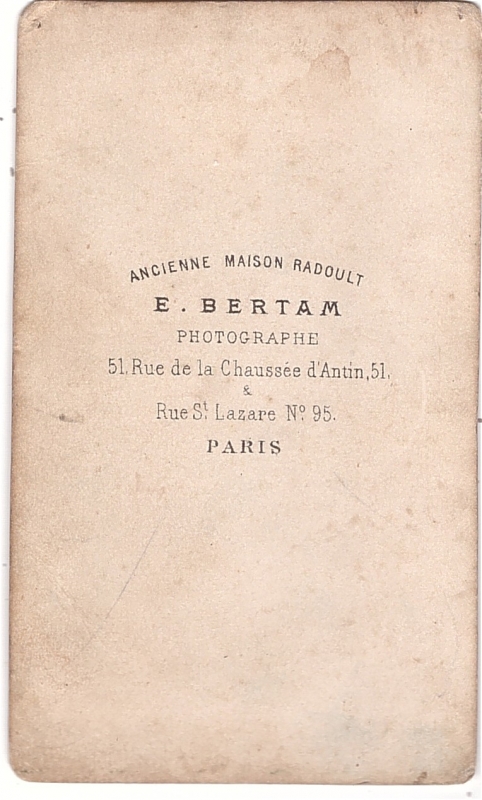 ANCIENNE MAISON RADOULT
E. BERTAM
PHOTOGRAPHE
51, Rue de la Chaussée d'Antin, 51,
&
Rue St. Lazare No. 95.
PARIS